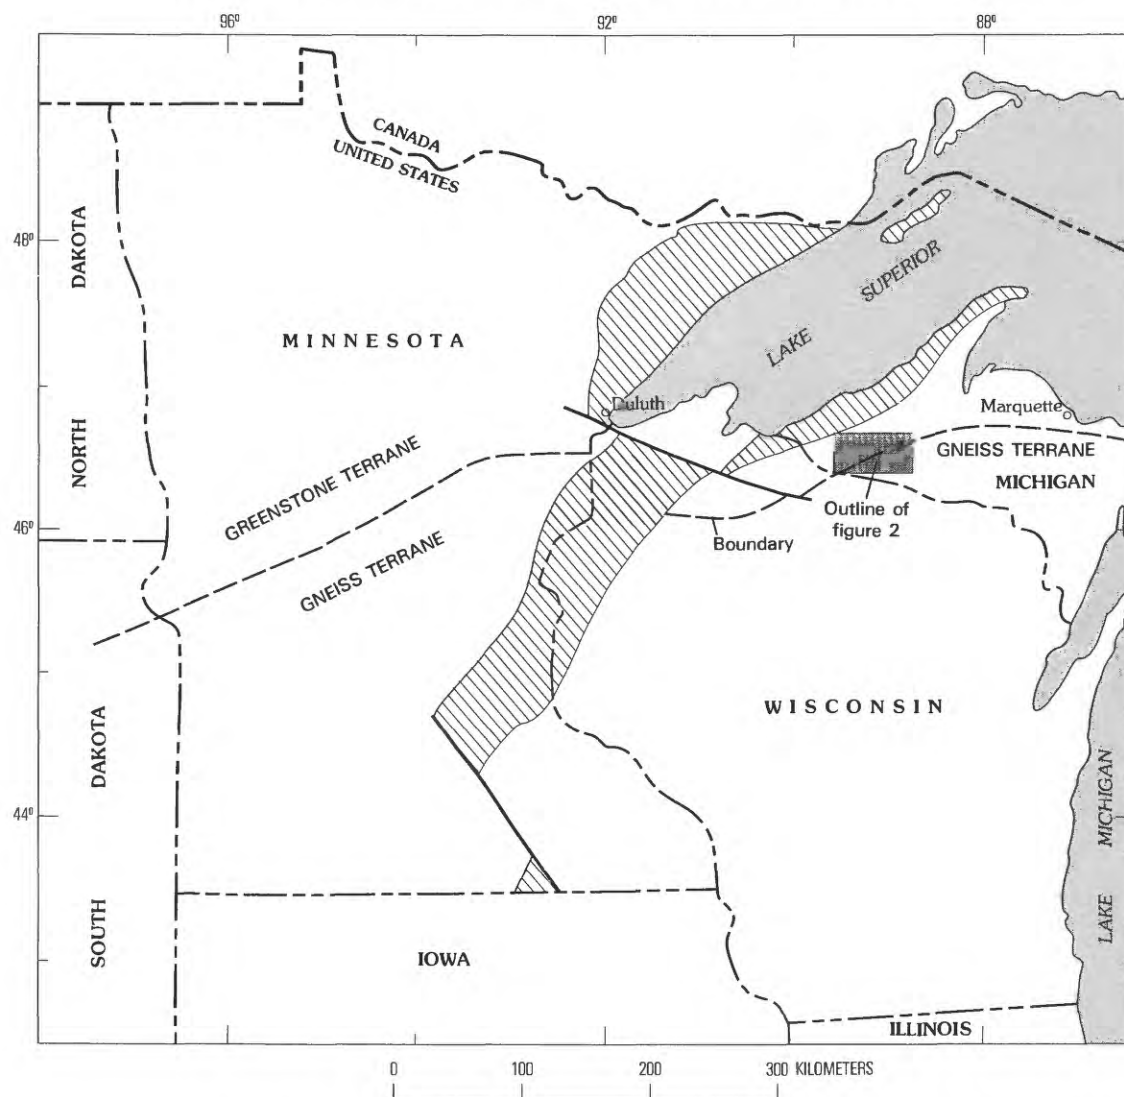 96°
92°
88°
CANADA
UNITED STATES
48°
NORTH DAKOTA
MINNESOTA
LAKE SUPERIOR
Duluth
Marquette
GREENSTONE TERRANE
GNEISS TERRANE
GNEISS TERRANE
MICHIGAN
46°
Outline of
figure 2
Boundary
WISCONSIN
SOUTH DAKOTA
44°
LAKE MICHIGAN
IOWA
ILLINOIS
0 100 200 300 KILOMETERS